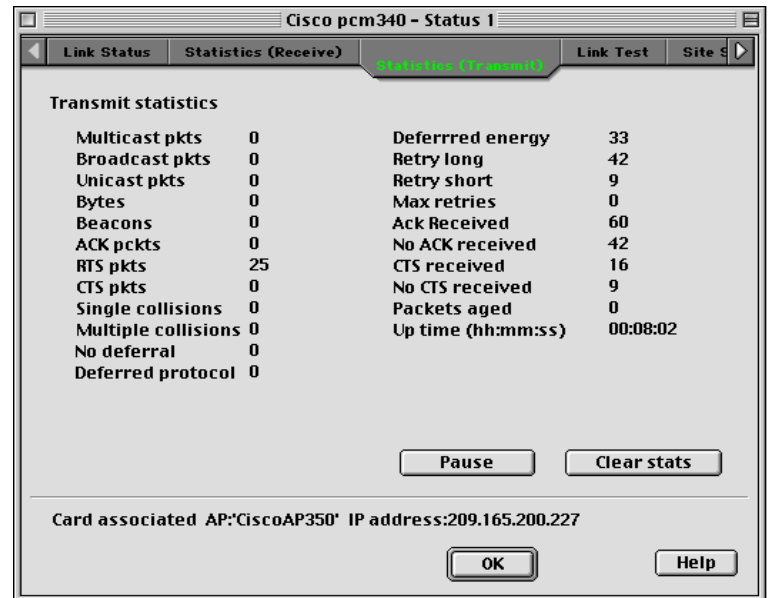 Cisco pcm340 - Status 1
Link Status Statistics (Receive) Statistics (Transmit) Link Test Site S
Transmit statistics
Multicast pkts 0
Broadcast pkts 0
Unicast pkts 0
Bytes 0
Beacons 0
ACK pckts 0
RTS pkts 25
CTS pkts 0
Single collisions 0
Multiple collisions 0
No deferral 0
Deferred protocol 0
Deferrred energy 33
Retry long 42
Retry short 9
Max retries 0
Ack Received 60
No ACK received 42
CTS received 16
No CTS received 9
Packets aged 0
Up time (hh:mm:ss) 00:08:02
Pause Clear stats
Card associated AP:'CiscoAP350' IP address:209.165.200.227
OK Help